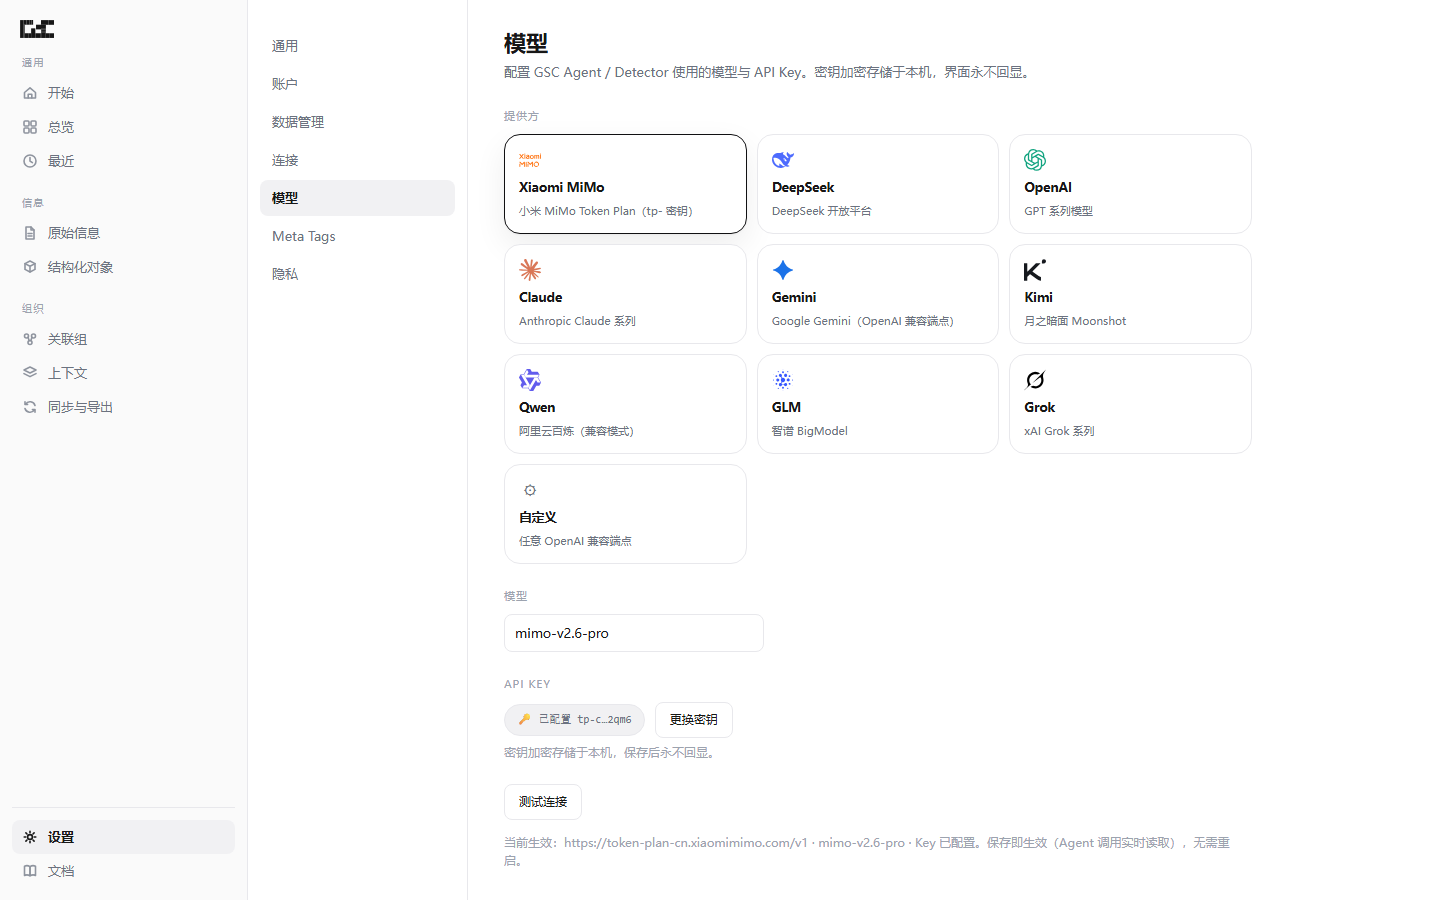 GSC
通用
开始
总览
最近
信息
原始信息
结构化对象
组织
关联组
上下文
同步与导出
设置
文档
通用
账户
数据管理
连接
模型
Meta Tags
隐私
模型
配置 GSC Agent / Detector 使用的模型与 API Key。密钥加密存储于本机，界面永不回显。
提供方
Xiaomi
MIMO
Xiaomi MiMo
小米 MiMo Token Plan（tp- 密钥）
DeepSeek
DeepSeek 开放平台
OpenAI
GPT 系列模型
Claude
Anthropic Claude 系列
Gemini
Google Gemini（OpenAI 兼容端点）
Kimi
月之暗面 Moonshot
Qwen
阿里云百炼（兼容模式）
GLM
智谱 BigModel
Grok
xAI Grok 系列
自定义
任意 OpenAI 兼容端点
模型
mimo-v2.6-pro
API KEY
已配置 tp-c…2qm6
更换密钥
密钥加密存储于本机，保存后永不回显。
测试连接
当前生效：https://token-plan-cn.xiaomimimo.com/v1 · mimo-v2.6-pro · Key 已配置。保存即生效（Agent 调用实时读取），无需重
启。